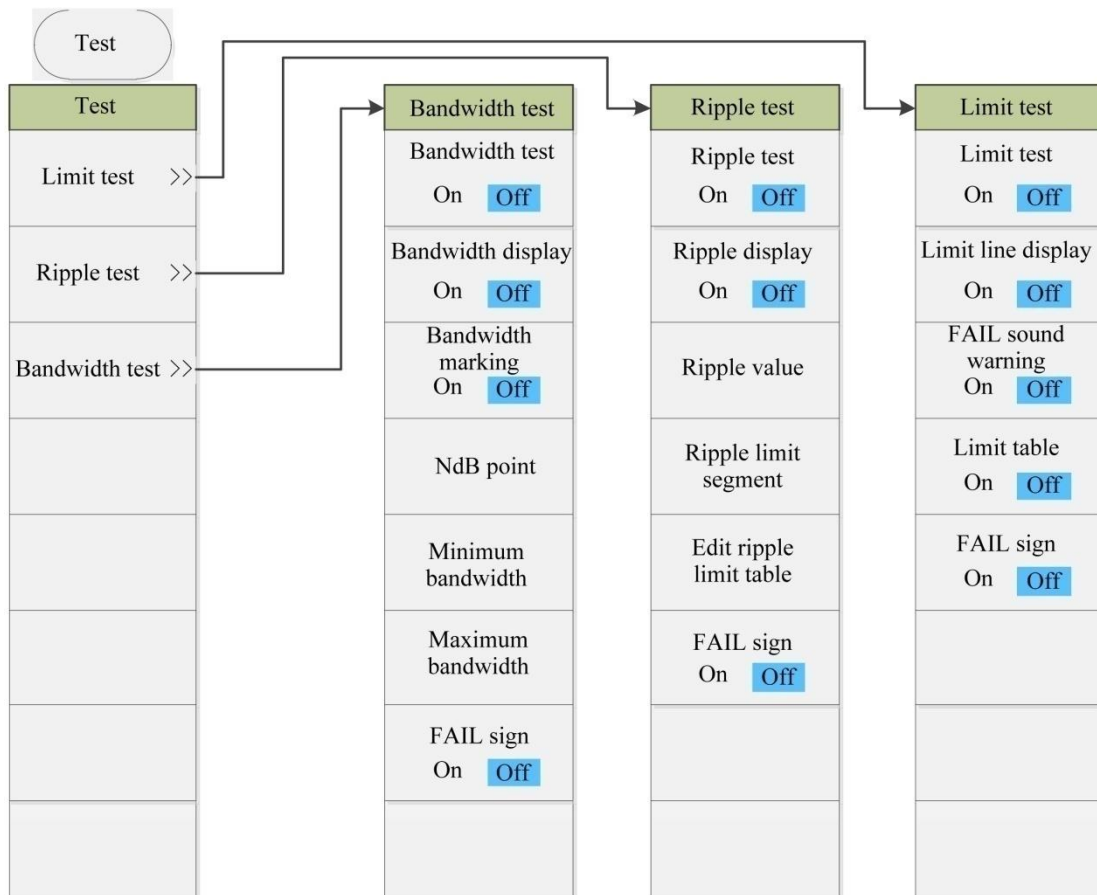 Test
Test
Limit test >>
Ripple test >>
Bandwidth test >>
Bandwidth test
Bandwidth test
On Off
Bandwidth display
On Off
Bandwidth
marking
On Off
NdB point
Minimum
bandwidth
Maximum
bandwidth
FAIL sign
On Off
Ripple test
Ripple test
On Off
Ripple display
On Off
Ripple value
Ripple limit
segment
Edit ripple
limit table
FAIL sign
On Off
Limit test
Limit test
On Off
Limit line display
On Off
FAIL sound
warning
On Off
Limit table
On Off
FAIL sign
On Off